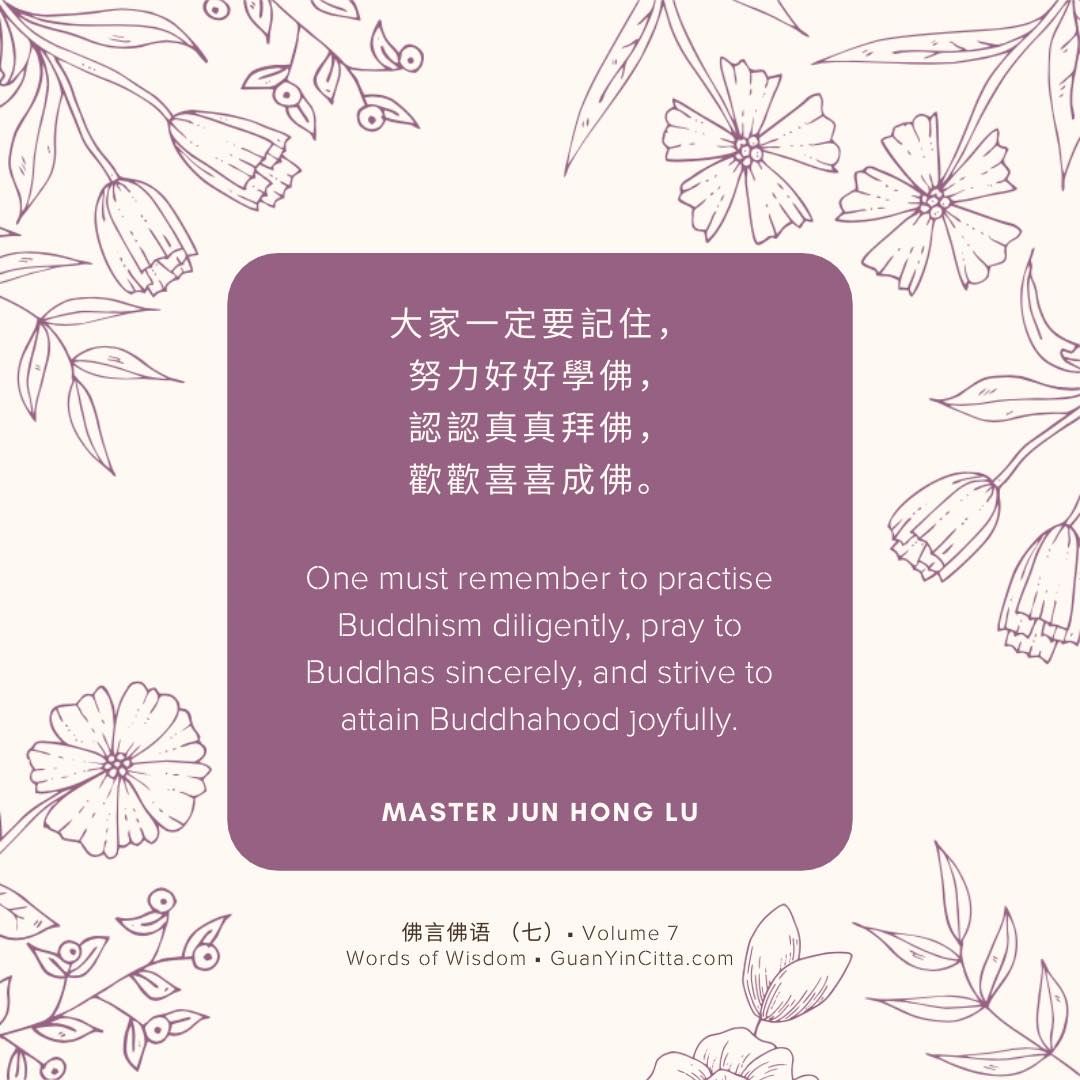 大家一定要記住，
努力好好學佛，
認認真真拜佛，
歡歡喜喜成佛。
One must remember to practise
Buddhism diligently, pray to
Buddhas sincerely, and strive to
attain Buddhahood joyfully.
MASTER JUN HONG LU
佛言佛语 （七） ▪ Volume 7
Words of Wisdom ▪ GuanYinCitta.com